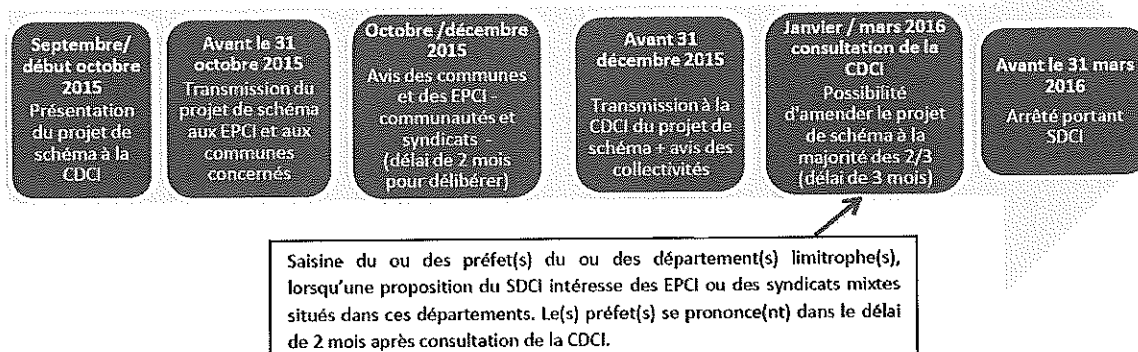 Septembre/
début octobre
2015
Présentation
du projet de
schéma à la
CDCI
Avant le 31
octobre 2015
Transmission du
projet de schéma
aux EPCI et aux
communes
concernés
Octobre /décembre
2015
Avis des communes
et des EPCI -
communautés et
syndicats -
(délai de 2 mois
pour délibérer)
Avant 31
décembre 2015
Transmission à la
CDCI du projet de
schéma + avis des
collectivités
Janvier / mars 2016
consultation de la
CDCI
Possibilité
d'amender le projet
de schéma à la
majorité des 2/3
(délai de 3 mois)
Avant le 31 mars
2016
Arrêté portant
SDCI
Saisine du ou des préfet(s) du ou des département(s) limitrophe(s),
lorsqu'une proposition du SDCI intéresse des EPCI ou des syndicats mixtes
situés dans ces départements. Le(s) préfet(s) se prononce(nt) dans le délai
de 2 mois après consultation de la CDCI.